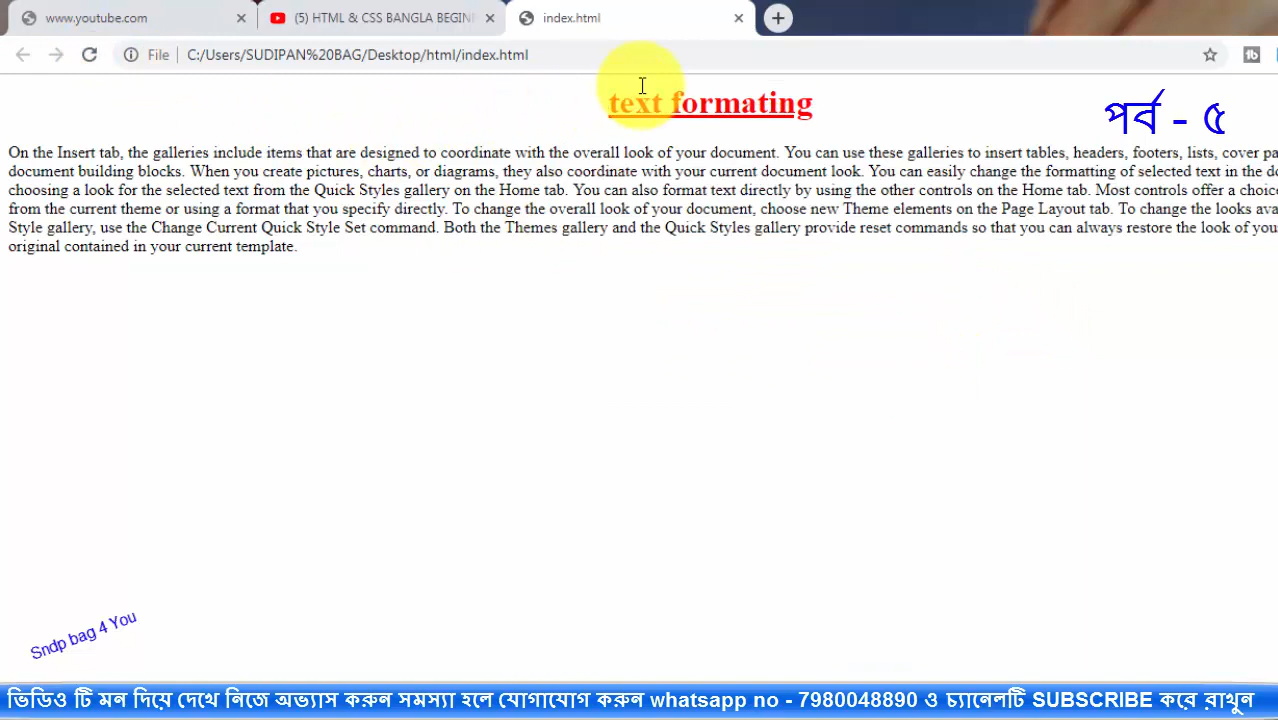 www.youtube.com
(5) HTML & CSS BANGLA BEGIN
index.html
File
C:/Users/SUDIPAN%20BAG/Desktop/html/index.html
text formating
পর্ব - ৫
On the Insert tab, the galleries include items that are designed to coordinate with the overall look of your document. You can use these galleries to insert tables, headers, footers, lists, cover pa
document building blocks. When you create pictures, charts, or diagrams, they also coordinate with your current document look. You can easily change the formatting of selected text in the do
choosing a look for the selected text from the Quick Styles gallery on the Home tab. You can also format text directly by using the other controls on the Home tab. Most controls offer a choice
from the current theme or using a format that you specify directly. To change the overall look of your document, choose new Theme elements on the Page Layout tab. To change the looks ava
Style gallery, use the Change Current Quick Style Set command. Both the Themes gallery and the Quick Styles gallery provide reset commands so that you can always restore the look of you
original contained in your current template.
Sndp bag 4 You
ভিডিও টি মন দিয়ে দেখে নিজে অভ্যাস করুন সমস্যা হলে যোগাযোগ করুন whatsapp no - 7980048890 ও চ্যানেলটি SUBSCRIBE করে রাখুন